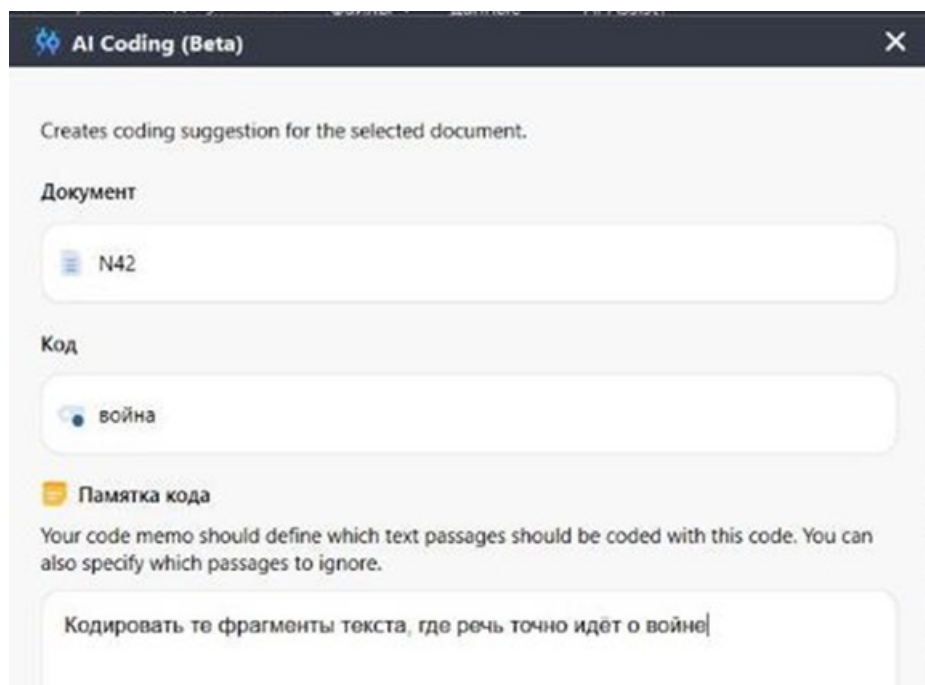 AI Coding (Beta)
Creates coding suggestion for the selected document.
Документ
N42
Код
война
Памятка кода
Your code memo should define which text passages should be coded with this code. You can
also specify which passages to ignore.
Кодировать те фрагменты текста, где речь точно идёт о войне